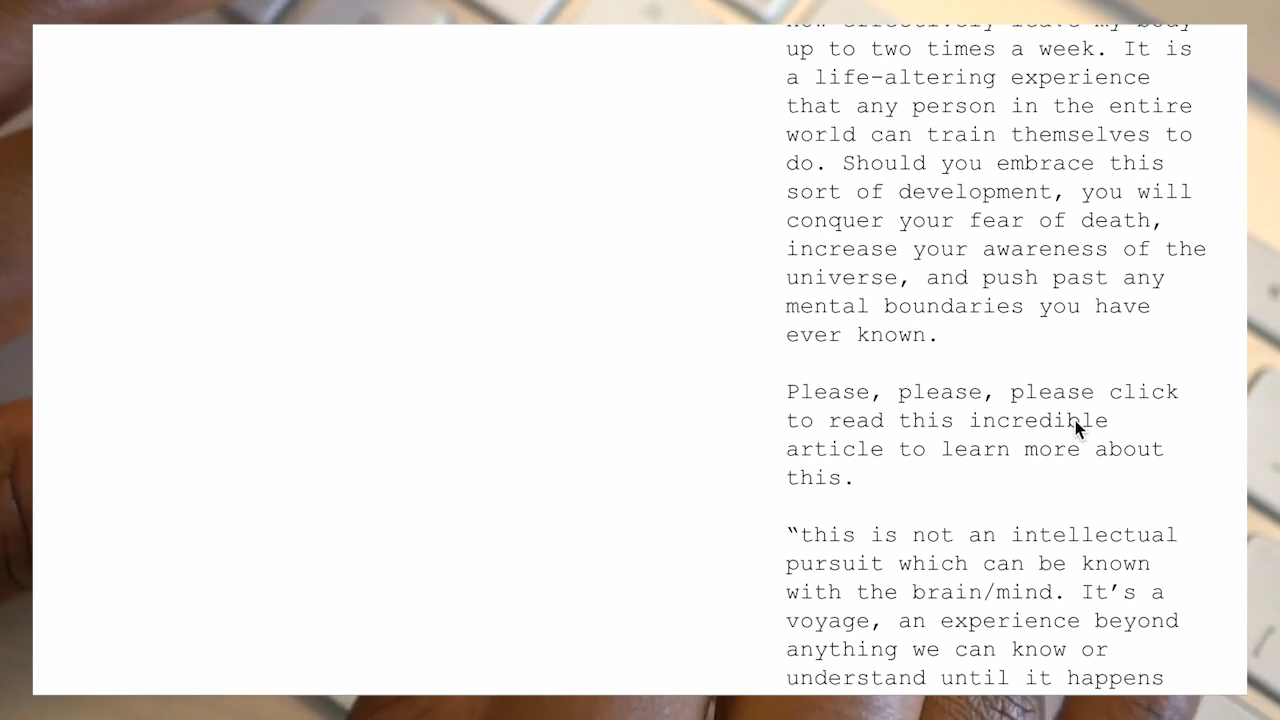 up to two times a week. It is
a life-altering experience
that any person in the entire
world can train themselves to
do. Should you embrace this
sort of development, you will
conquer your fear of death,
increase your awareness of the
universe, and push past any
mental boundaries you have
ever known.
Please, please, please click
to read this incredible
article to learn more about
this.
“this is not an intellectual
pursuit which can be known
with the brain/mind. It’s a
voyage, an experience beyond
anything we can know or
understand until it happens